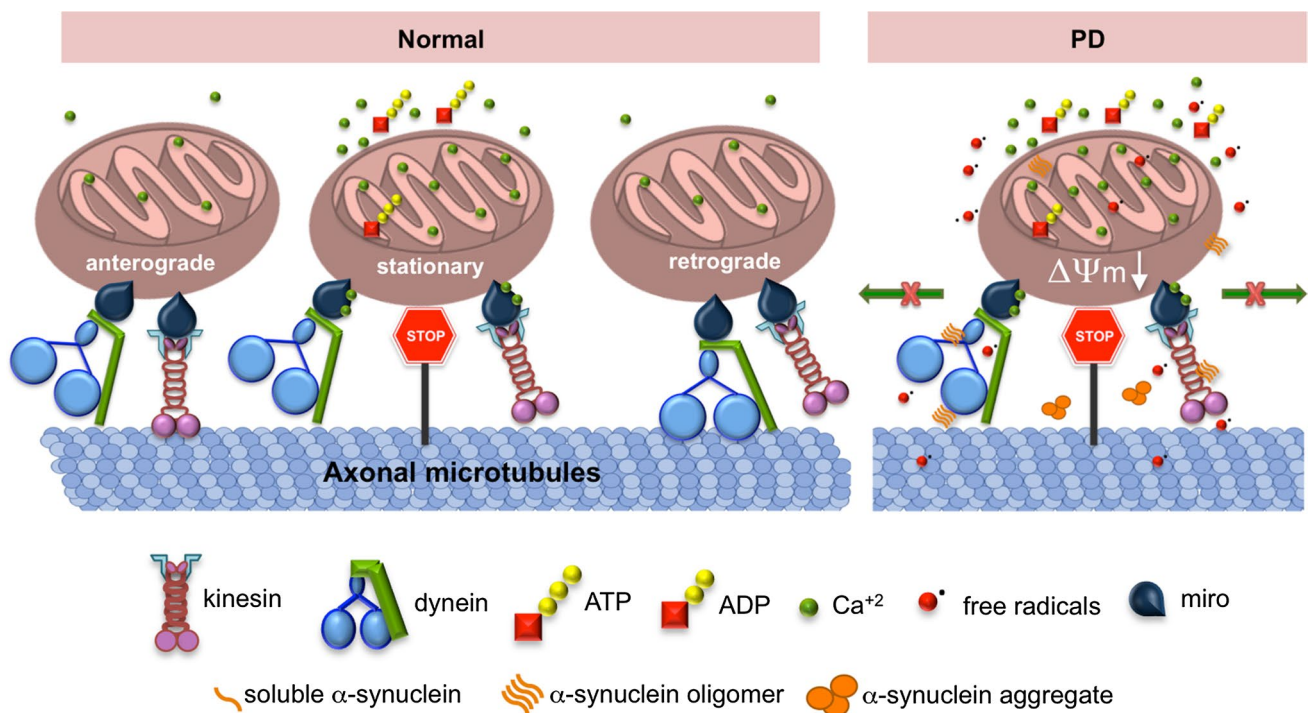 Normal
PD
anterograde
stationary
retrograde
ΔΨm
STOP
STOP
X
X
Axonal microtubules
kinesin
dynein
ATP
ADP
Ca+2
free radicals
miro
soluble α-synuclein
α-synuclein oligomer
α-synuclein aggregate